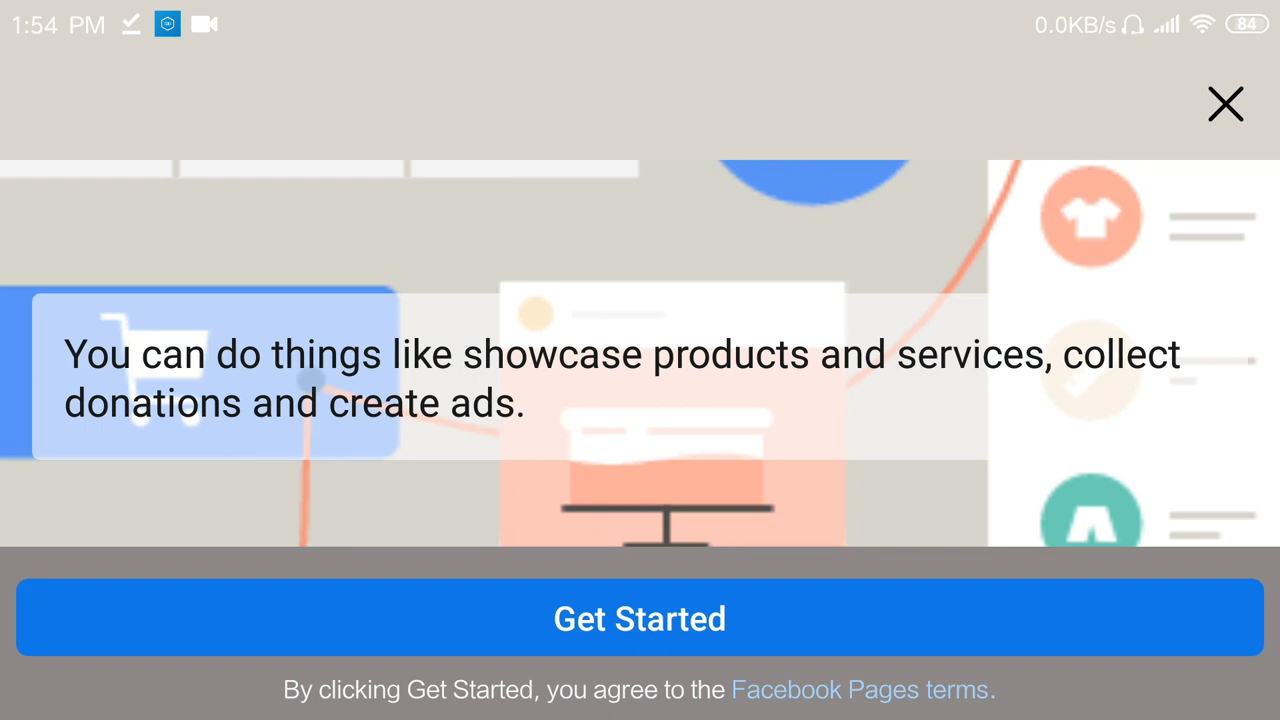 1:54 PM
0.0KB/s
84
You can do things like showcase products and services, collect
donations and create ads.
Get Started
By clicking Get Started, you agree to the Facebook Pages terms.